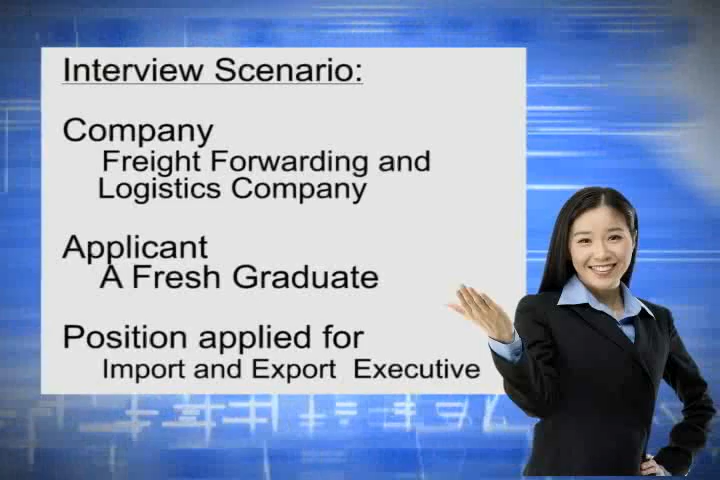 Interview Scenario:
Company
Freight Forwarding and
Logistics Company
Applicant
A Fresh Graduate
Position applied for
Import and Export Executive